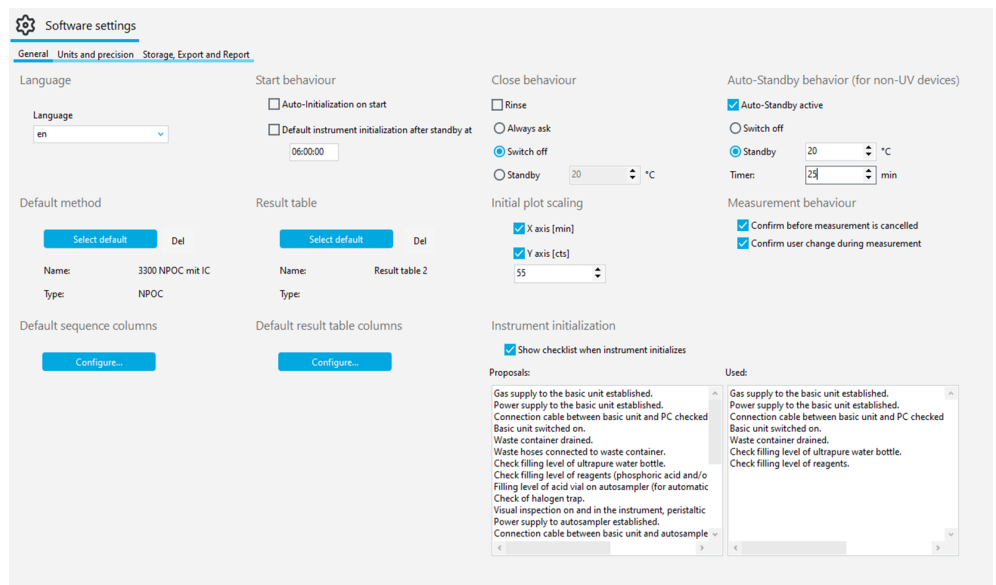 Software settings
General Units and precision Storage, Export and Report
Language
Language
en
Start behaviour
Auto-Initialization on start
Default instrument initialization after standby at
06:00:00
Close behaviour
Rinse
Always ask
Switch off
Standby 20 °C
Auto-Standby behavior (for non-UV devices)
Auto-Standby active
Switch off
Standby 20 °C
Timer: 25 min
Default method
Select default Del
Name: 3300 NPOC mit IC
Type: NPOC
Result table
Select default Del
Name: Result table 2
Type:
Initial plot scaling
X axis [min]
Y axis [cts]
55
Measurement behaviour
Confirm before measurement is cancelled
Confirm user change during measurement
Default sequence columns
Configure...
Default result table columns
Configure...
Instrument initialization
Show checklist when instrument initializes
Proposals:
Gas supply to the basic unit established.
Power supply to the basic unit established.
Connection cable between basic unit and PC checked
Basic unit switched on.
Waste container drained.
Waste hoses connected to waste container.
Check filling level of ultrapure water bottle.
Check filling level of reagents (phosphoric acid and/o
Filling level of acid vial on autosampler (for automatic
Check of halogen trap.
Visual inspection on and in the instrument, peristaltic
Power supply to autosampler established.
Connection cable between basic unit and autosample
Used:
Gas supply to the basic unit established.
Power supply to the basic unit established.
Connection cable between basic unit and PC checked
Basic unit switched on.
Waste container drained.
Check filling level of ultrapure water bottle.
Check filling level of reagents.